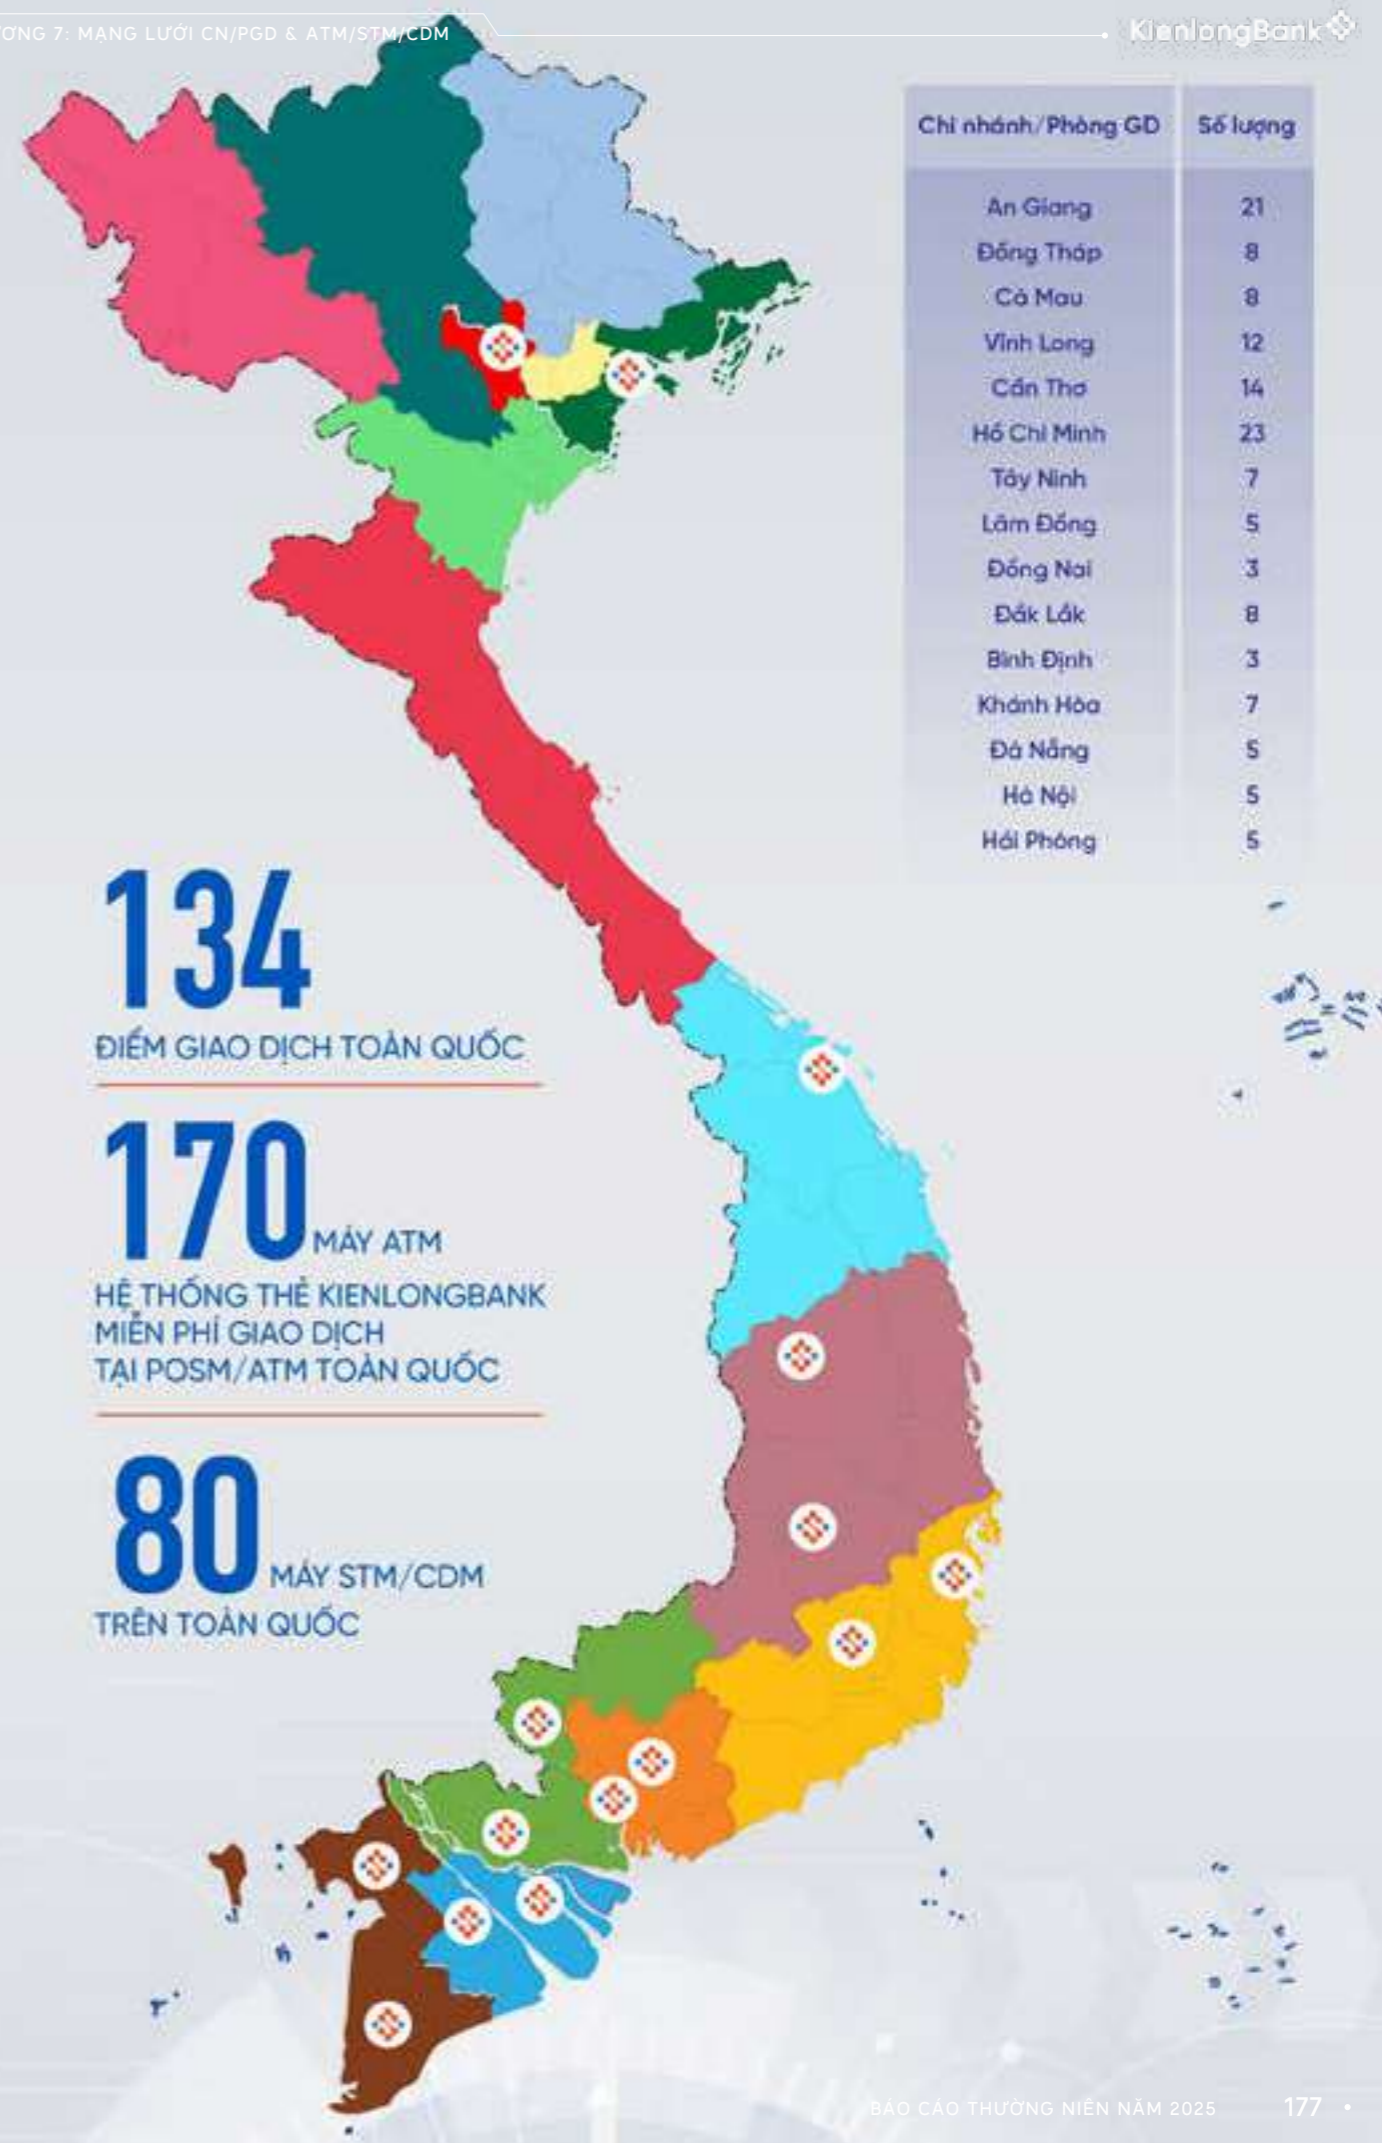 ƠNG 7: MẠNG LƯỚI CN/PGD & ATM/STM/CDM
KienlongBank
Chi nhánh/Phòng GD Số lượng
An Giang 21
Đồng Tháp 8
Cà Mau 8
Vĩnh Long 12
Cần Thơ 14
Hồ Chí Minh 23
Tây Ninh 7
Lâm Đồng 5
Đồng Nai 3
Đắk Lắk 8
Bình Định 3
Khánh Hòa 7
Đà Nẵng 5
Hà Nội 5
Hải Phòng 5
134
ĐIỂM GIAO DỊCH TOÀN QUỐC
170 MÁY ATM
HỆ THỐNG THẺ KIENLONGBANK
MIỄN PHÍ GIAO DỊCH
TẠI POSM/ATM TOÀN QUỐC
80 MÁY STM/CDM
TRÊN TOÀN QUỐC
BÁO CÁO THƯỜNG NIÊN NĂM 2025 177